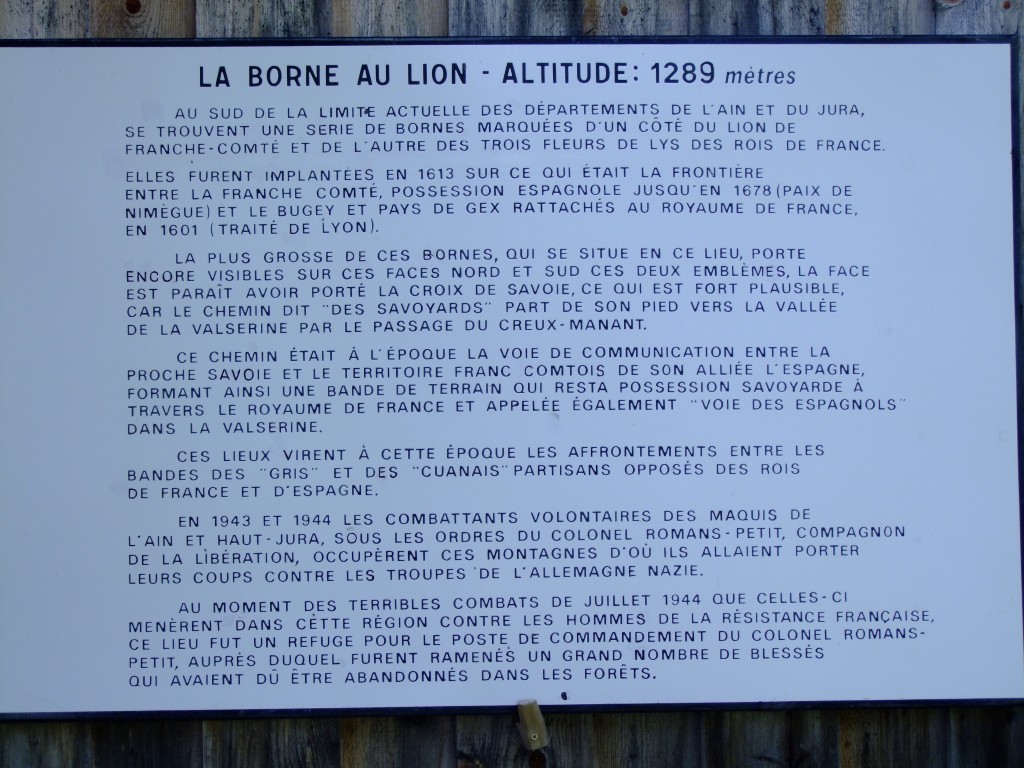 LA BORNE AU LION - ALTITUDE: 1289 mètres
AU SUD DE LA LIMITE ACTUELLE DES DÉPARTEMENTS DE L'AIN ET DU JURA,
SE TROUVENT UNE SERIE DE BORNES MARQUÉES D'UN CÔTÉ DU LION DE
FRANCHE-COMTÉ ET DE L'AUTRE DES TROIS FLEURS DE LYS DES ROIS DE FRANCE.
ELLES FURENT IMPLANTÉES EN 1613 SUR CE QUI ÉTAIT LA FRONTIÈRE
ENTRE LA FRANCHE COMTÉ, POSSESSION ESPAGNOLE JUSQU'EN 1678 (PAIX DE
NIMÈGUE) ET LE BUGEY ET PAYS DE GEX RATTACHÉS AU ROYAUME DE FRANCE,
EN 1601 (TRAITÉ DE LYON).
LA PLUS GROSSE DE CES BORNES, QUI SE SITUE EN CE LIEU, PORTE
ENCORE VISIBLES SUR CES FACES NORD ET SUD CES DEUX EMBLÈMES, LA FACE
EST PARAÎT AVOIR PORTÉ LA CROIX DE SAVOIE, CE QUI EST FORT PLAUSIBLE,
CAR LE CHEMIN DIT "DES SAVOYARDS" PART DE SON PIED VERS LA VALLÉE
DE LA VALSERINE PAR LE PASSAGE DU CREUX-MANANT.
CE CHEMIN ÉTAIT À L'ÉPOQUE LA VOIE DE COMMUNICATION ENTRE LA
PROCHE SAVOIE ET LE TERRITOIRE FRANC COMTOIS DE SON ALLIÉE L'ESPAGNE,
FORMANT AINSI UNE BANDE DE TERRAIN QUI RESTA POSSESSION SAVOYARDE À
TRAVERS LE ROYAUME DE FRANCE ET APPELÉE ÉGALEMENT "VOIE DES ESPAGNOLS"
DANS LA VALSERINE.
CES LIEUX VIRENT À CETTE ÉPOQUE LES AFFRONTEMENTS ENTRE LES
BANDES DES "GRIS" ET DES "CUANAIS" PARTISANS OPPOSÉS DES ROIS
DE FRANCE ET D'ESPAGNE.
EN 1943 ET 1944 LES COMBATTANTS VOLONTAIRES DES MAQUIS DE
L'AIN ET HAUT-JURA, SOUS LES ORDRES DU COLONEL ROMANS-PETIT, COMPAGNON
DE LA LIBÉRATION, OCCUPÈRENT CES MONTAGNES D'OÙ ILS ALLAIENT PORTER
LEURS COUPS CONTRE LES TROUPES DE L'ALLEMAGNE NAZIE.
AU MOMENT DES TERRIBLES COMBATS DE JUILLET 1944 QUE CELLES-CI
MENÈRENT DANS CETTE RÉGION CONTRE LES HOMMES DE LA RÉSISTANCE FRANÇAISE,
CE LIEU FUT UN REFUGE POUR LE POSTE DE COMMANDEMENT DU COLONEL ROMANS-
PETIT, AUPRÈS DUQUEL FURENT RAMENÉS UN GRAND NOMBRE DE BLESSÉS
QUI AVAIENT DÛ ÊTRE ABANDONNÉS DANS LES FORÊTS.